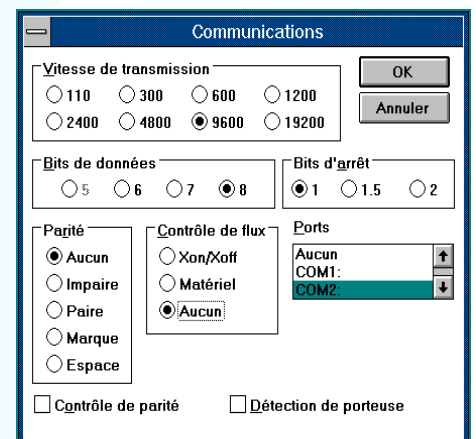 Communications
Vitesse de transmission
110 300 600 1200
2400 4800 9600 19200
OK
Annuler
Bits de données
5 6 7 8
Bits d'arrêt
1 1.5 2
Parité
Aucun
Impaire
Paire
Marque
Espace
Contrôle de flux
Xon/Xoff
Matériel
Aucun
Ports
Aucun
COM1:
COM2:
Contrôle de parité
Détection de porteuse